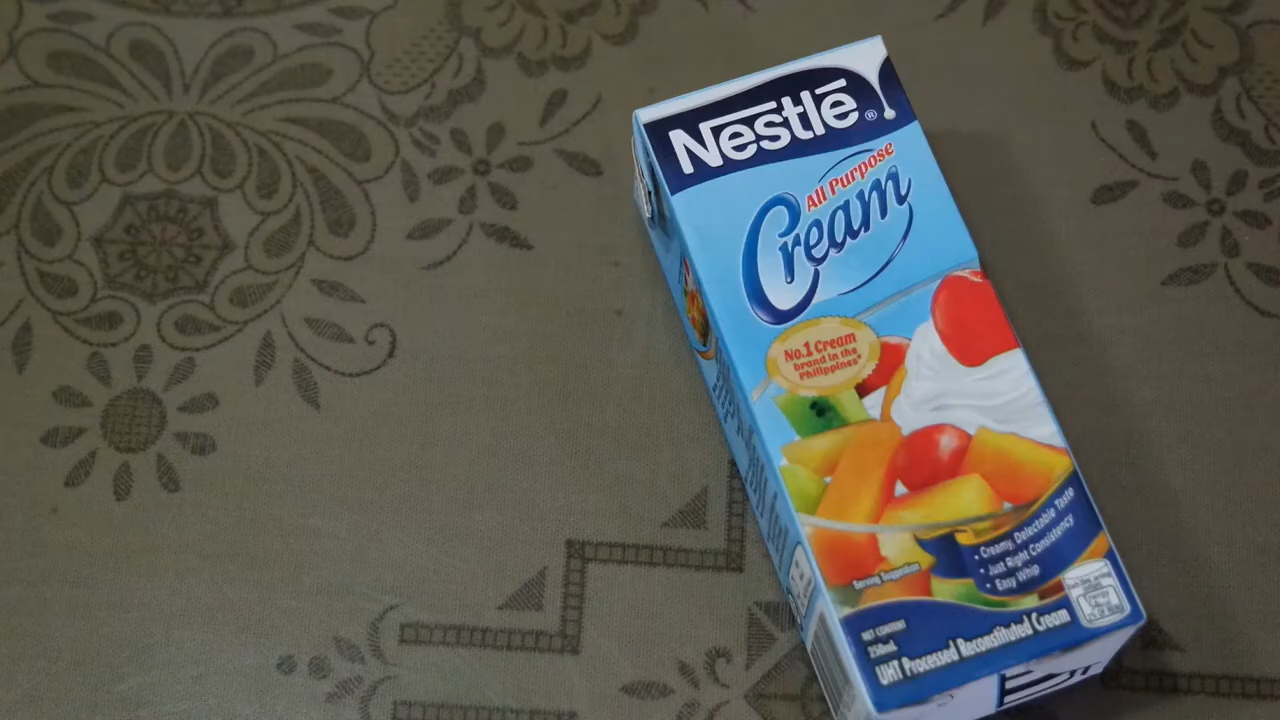 Nestlé®
All Purpose
Cream
No.1 Cream
brand in the
Philippines*
• Creamy, Delectable Taste
• Just Right Consistency
• Easy Whip
Serving Suggestion
NET CONTENT
250mL
UHT Processed Reconstituted Cream